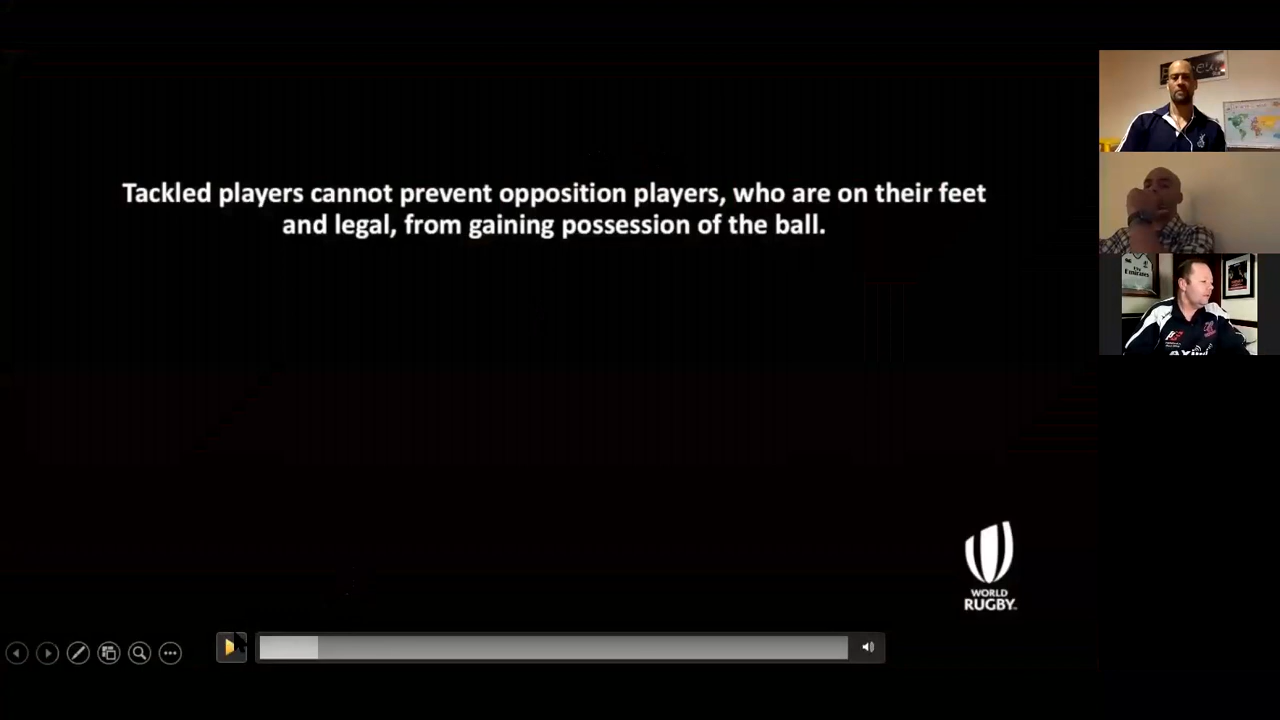 Tackled players cannot prevent opposition players, who are on their feet
and legal, from gaining possession of the ball.
WORLD
RUGBY
Emirates